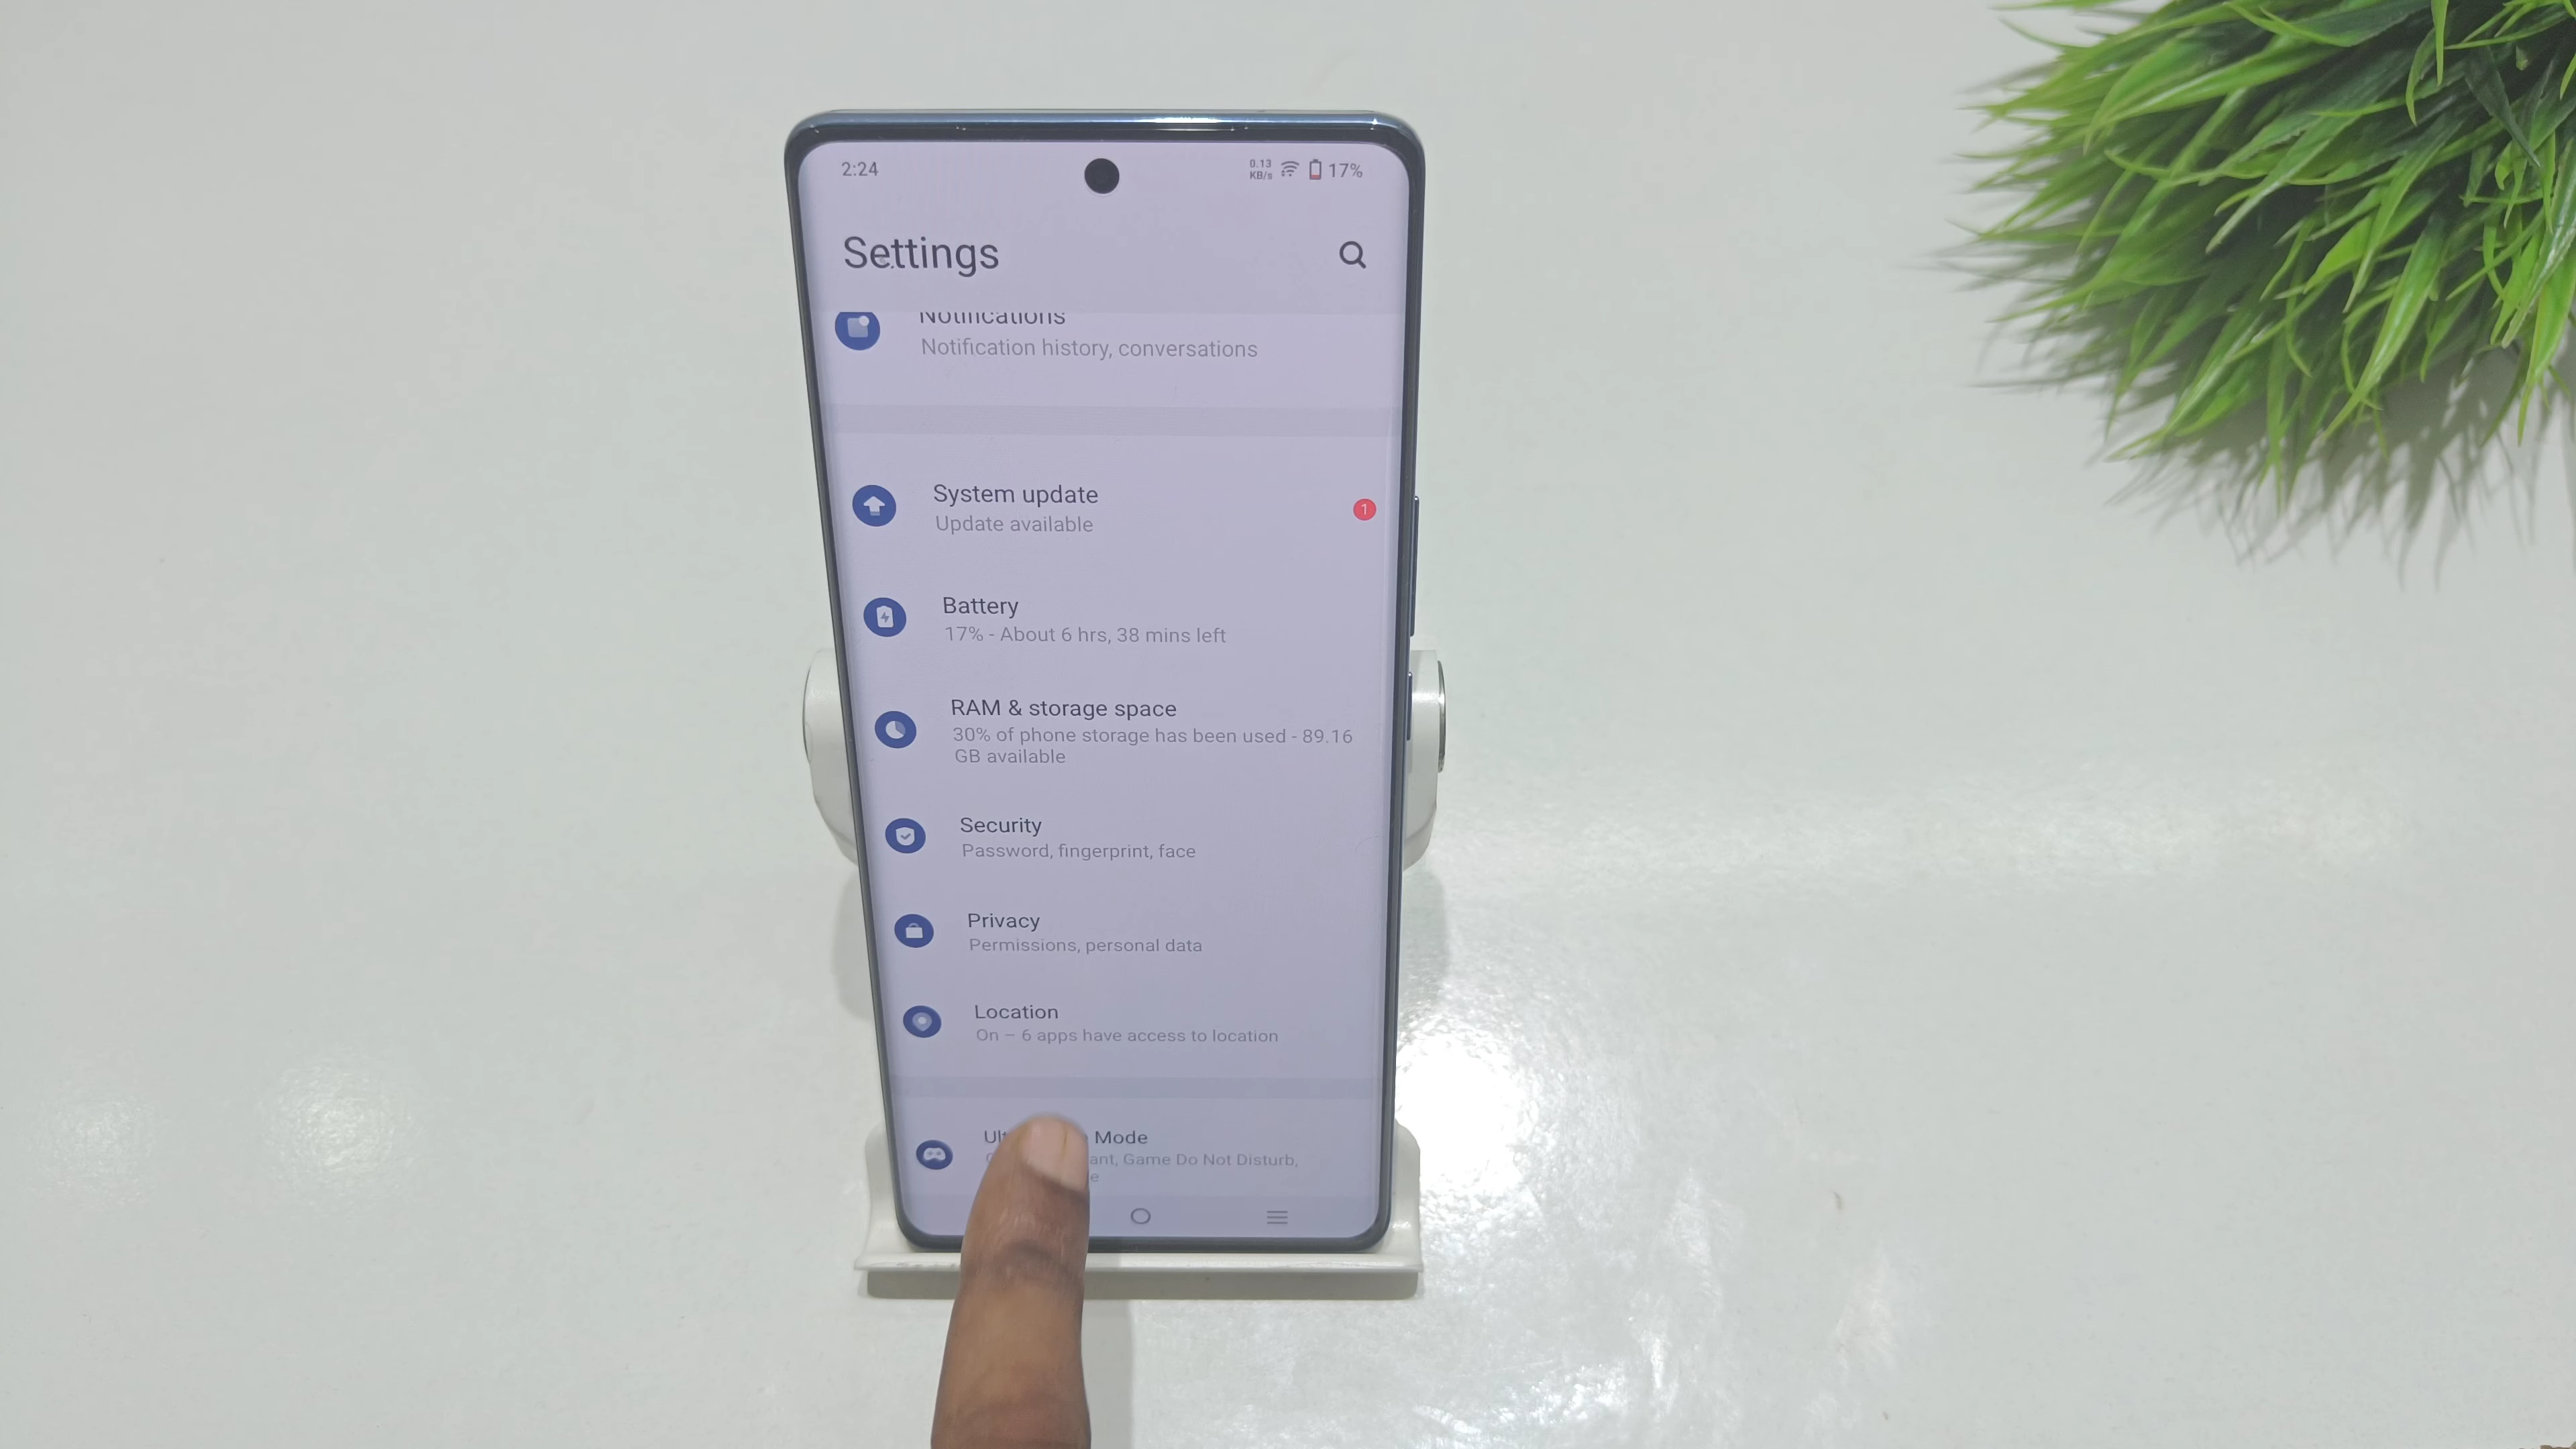 2:24
0.13
KB/s
17%
Settings
Notifications
Notification history, conversations
System update
Update available
1
Battery
17% - About 6 hrs, 38 mins left
RAM & storage space
30% of phone storage has been used - 89.16
GB available
Security
Password, fingerprint, face
Privacy
Permissions, personal data
Location
On – 6 apps have access to location
Mode
Game Do Not Disturb,